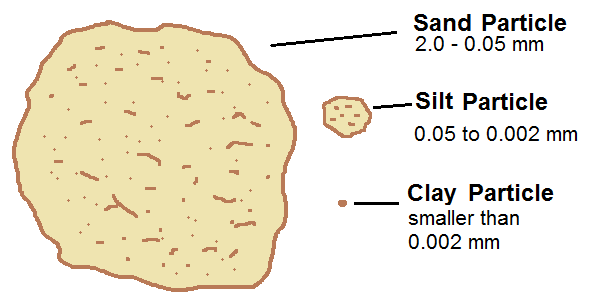 Sand Particle
2.0 - 0.05 mm
Silt Particle
0.05 to 0.002 mm
Clay Particle
smaller than
0.002 mm